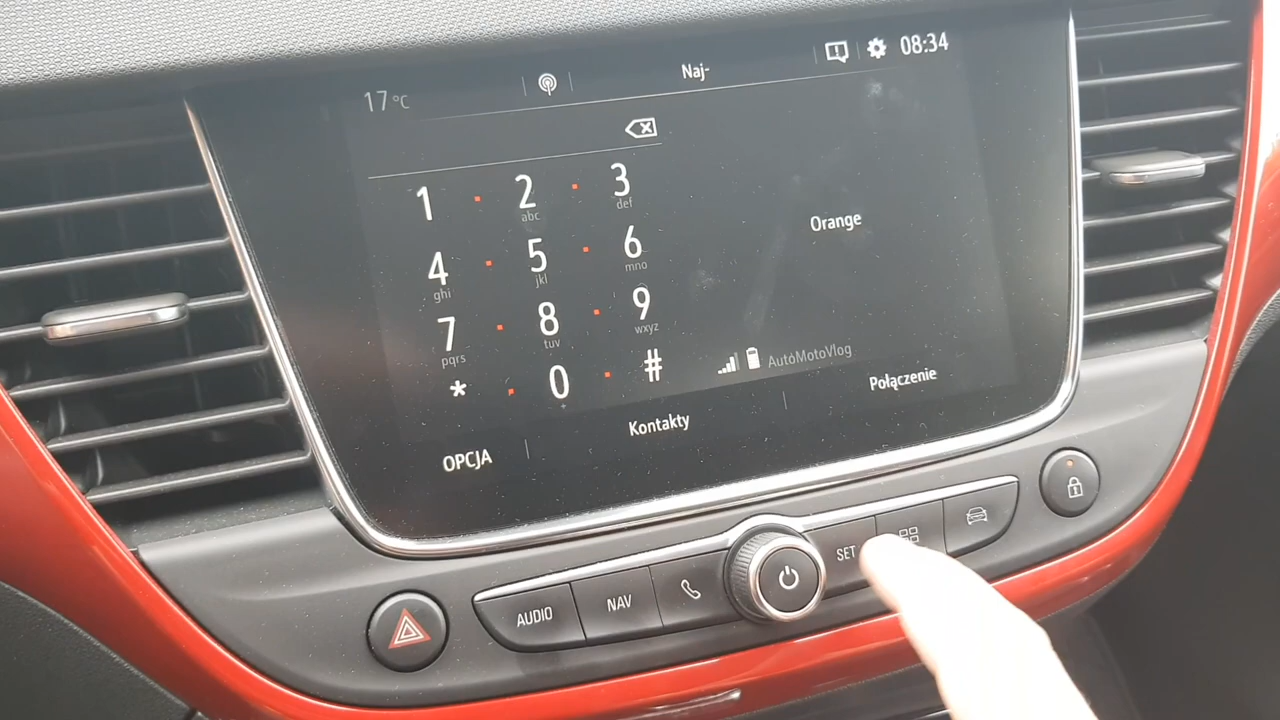 17 °C
Naj-
08:34
1
2
abc
3
def
Orange
4
ghi
5
jkl
6
mno
7
pqrs
8
tuv
9
wxyz
*
0
+
#
AutoMotoVlog
OPCJA
Kontakty
Połączenie
AUDIO
NAV
SET